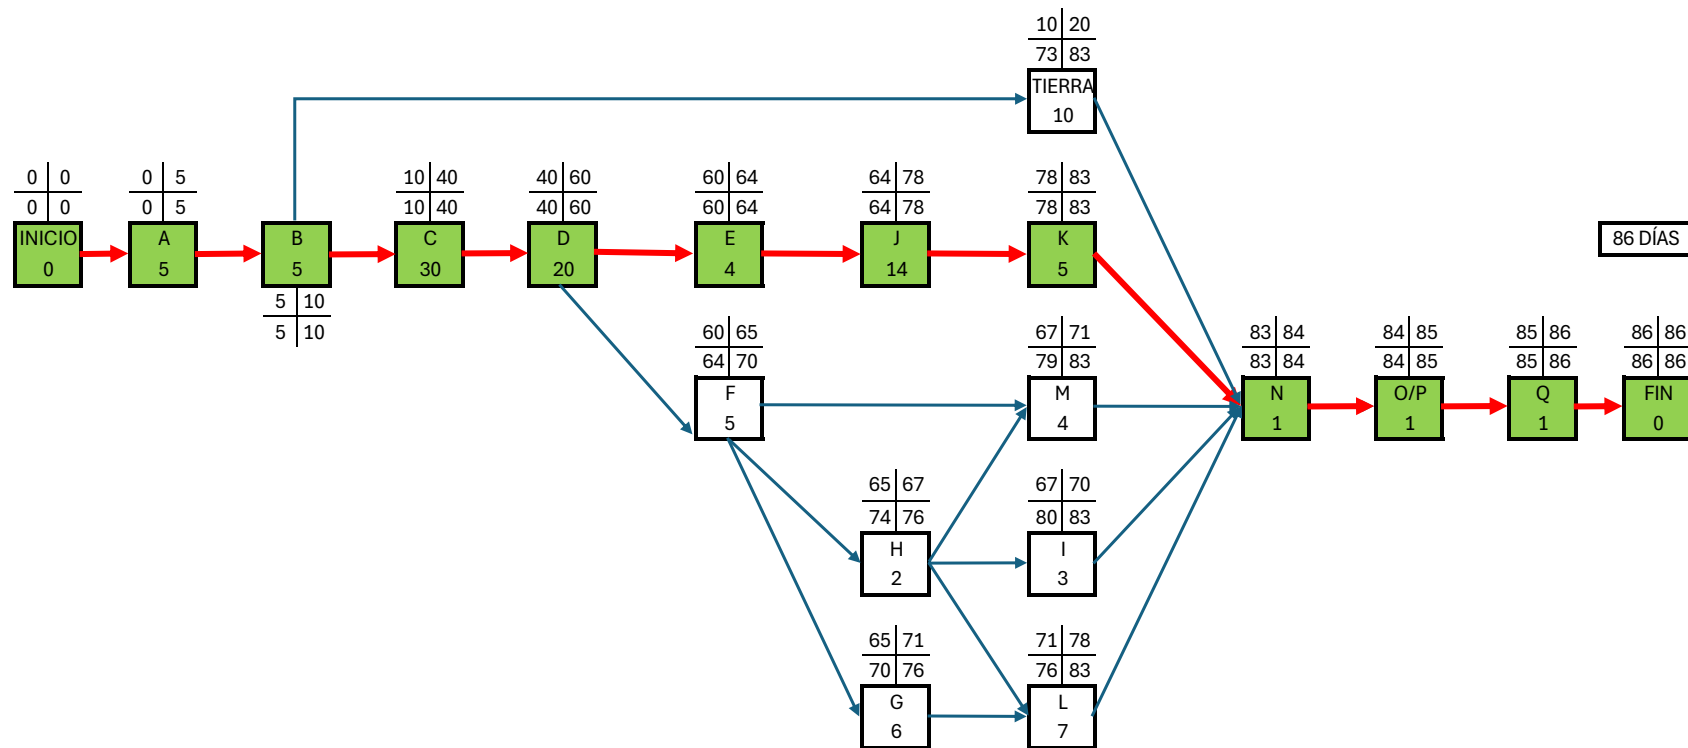 10 20
73 83
TIERRA
10
0 0
0 0
INICIO
0
0 5
0 5
A
5
B
5
5 10
5 10
10 40
10 40
C
30
40 60
40 60
D
20
60 64
60 64
E
4
64 78
64 78
J
14
78 83
78 83
K
5
86 DÍAS
60 65
64 70
F
5
67 71
79 83
M
4
83 84
83 84
N
1
84 85
84 85
O/P
1
85 86
85 86
Q
1
86 86
86 86
FIN
0
65 67
74 76
H
2
67 70
80 83
I
3
65 71
70 76
G
6
71 78
76 83
L
7